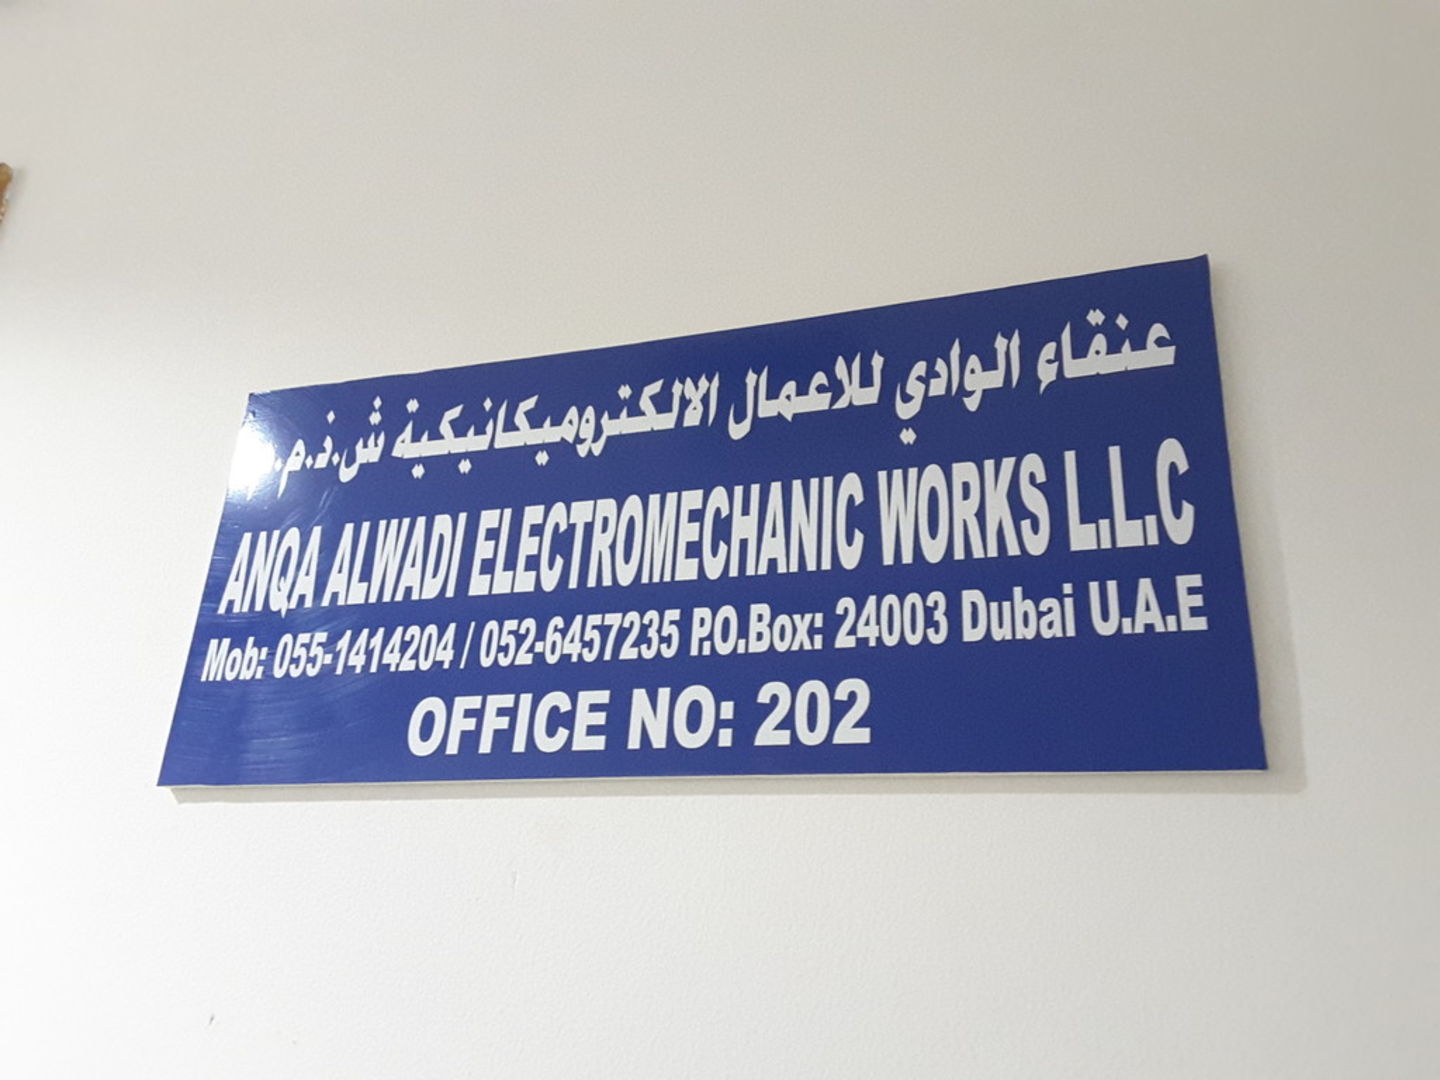 عنقاء الوادي للاعمال الالكتروميكانيكية ش.ذ.م.
ANQA ALWADI ELECTROMECHANIC WORKS L.L.C
Mob: 055-1414204 / 052-6457235 P.O.Box: 24003 Dubai U.A.E
OFFICE NO: 202